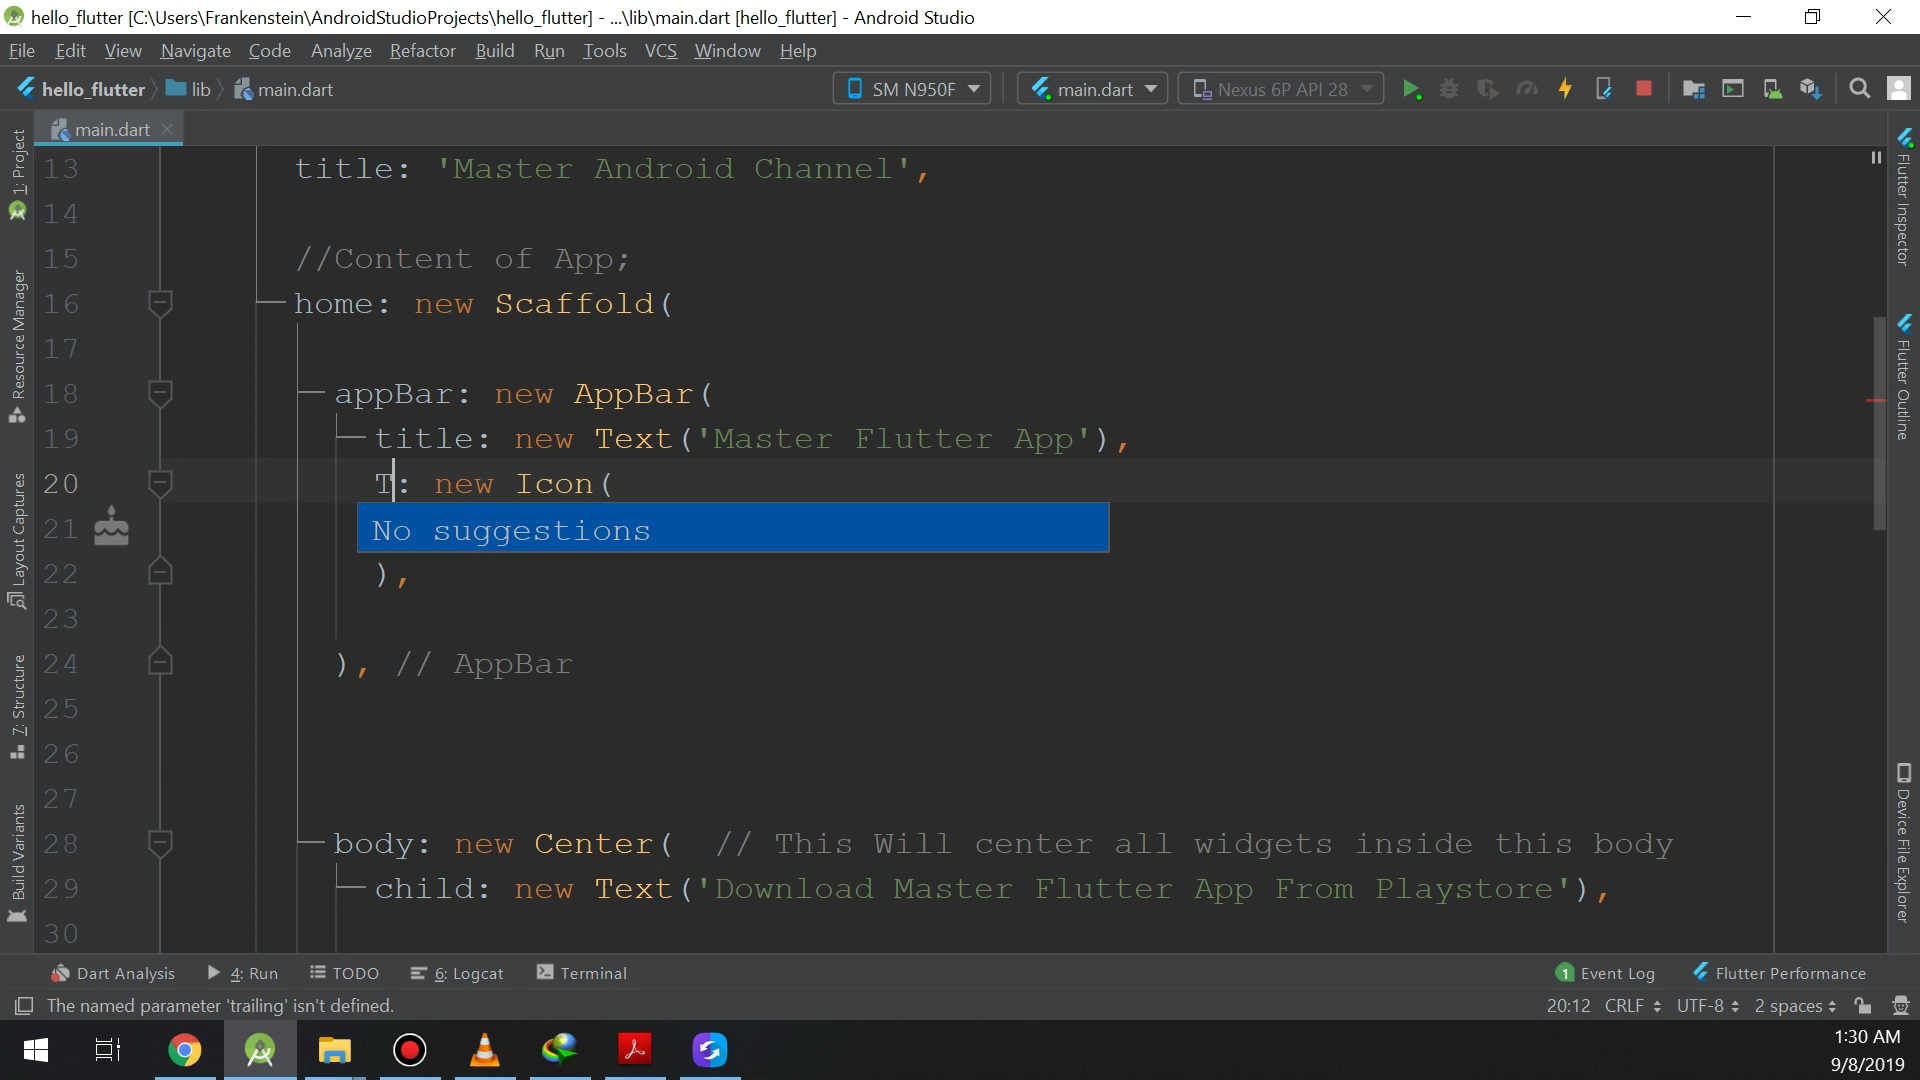 hello_flutter [C:\Users\Frankenstein\AndroidStudioProjects\hello_flutter] - ...\lib\main.dart [hello_flutter] - Android Studio
File Edit View Navigate Code Analyze Refactor Build Run Tools VCS Window Help
hello_flutter lib main.dart SM N950F main.dart Nexus 6P API 28
main.dart
1: Project
Resource Manager
Layout Captures
7: Structure
Build Variants
13 title: 'Master Android Channel',
14
15 //Content of App;
16 home: new Scaffold(
17
18 appBar: new AppBar(
19 title: new Text('Master Flutter App'),
20 T: new Icon(
21 No suggestions
22 ),
23
24 ), // AppBar
25
26
27
28 body: new Center( // This Will center all widgets inside this body
29 child: new Text('Download Master Flutter App From Playstore'),
30
Flutter Inspector
Flutter Outline
Device File Explorer
Dart Analysis 4: Run TODO 6: Logcat Terminal 1 Event Log Flutter Performance
The named parameter 'trailing' isn't defined. 20:12 CRLF UTF-8 2 spaces
1:30 AM
9/8/2019